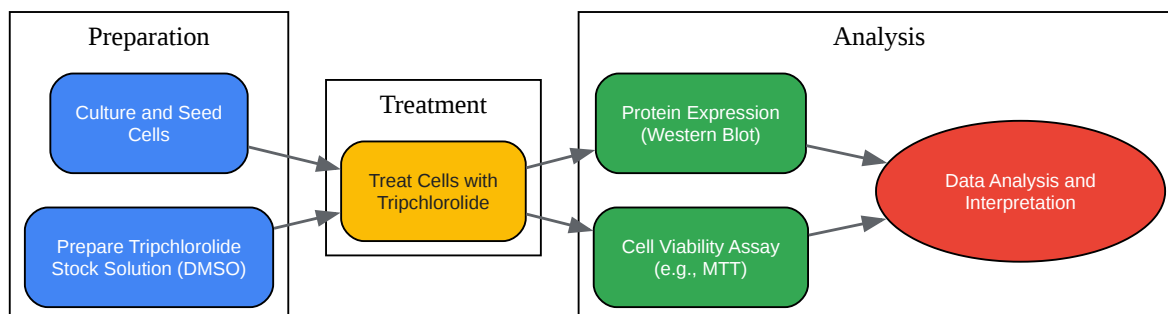 Preparation
Culture and Seed
Cells
Prepare Tripchlorolide
Stock Solution (DMSO)
Treatment
Treat Cells with
Tripchlorolide
Analysis
Protein Expression
(Western Blot)
Cell Viability Assay
(e.g., MTT)
Data Analysis and
Interpretation